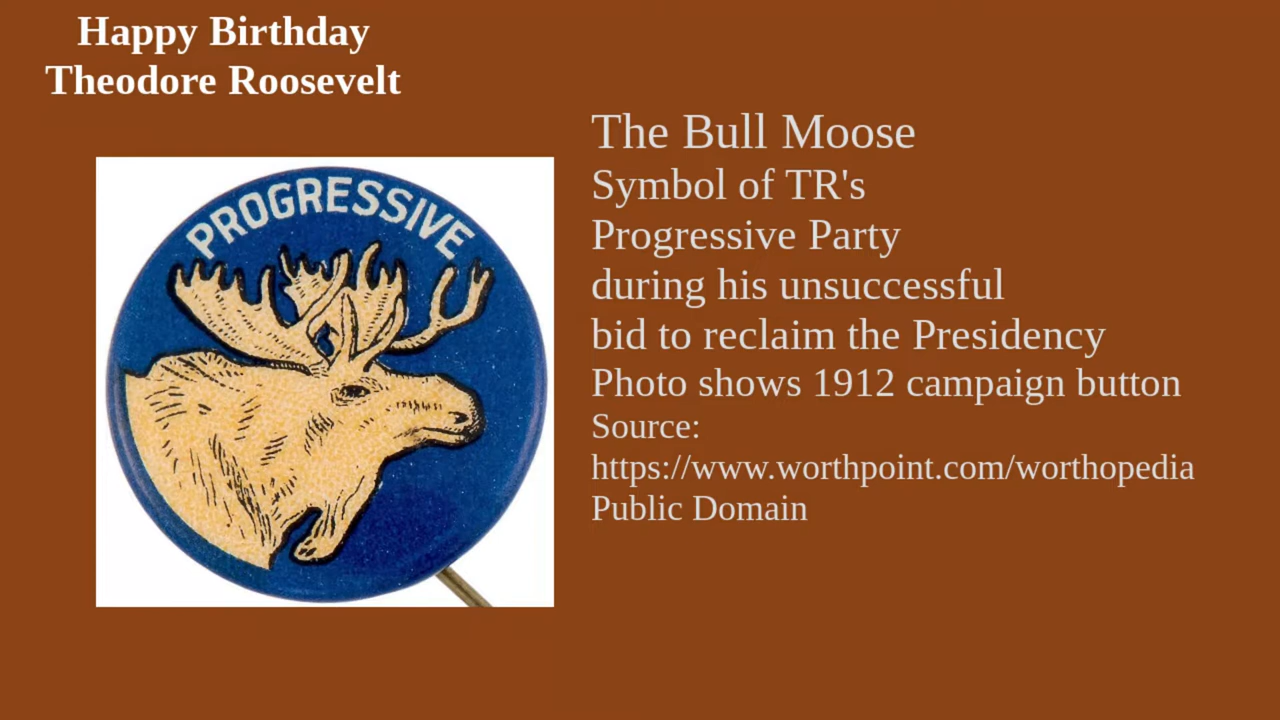 Happy Birthday
Theodore Roosevelt
PROGRESSIVE
The Bull Moose
Symbol of TR's
Progressive Party
during his unsuccessful
bid to reclaim the Presidency
Photo shows 1912 campaign button
Source:
https://www.worthpoint.com/worthopedia
Public Domain